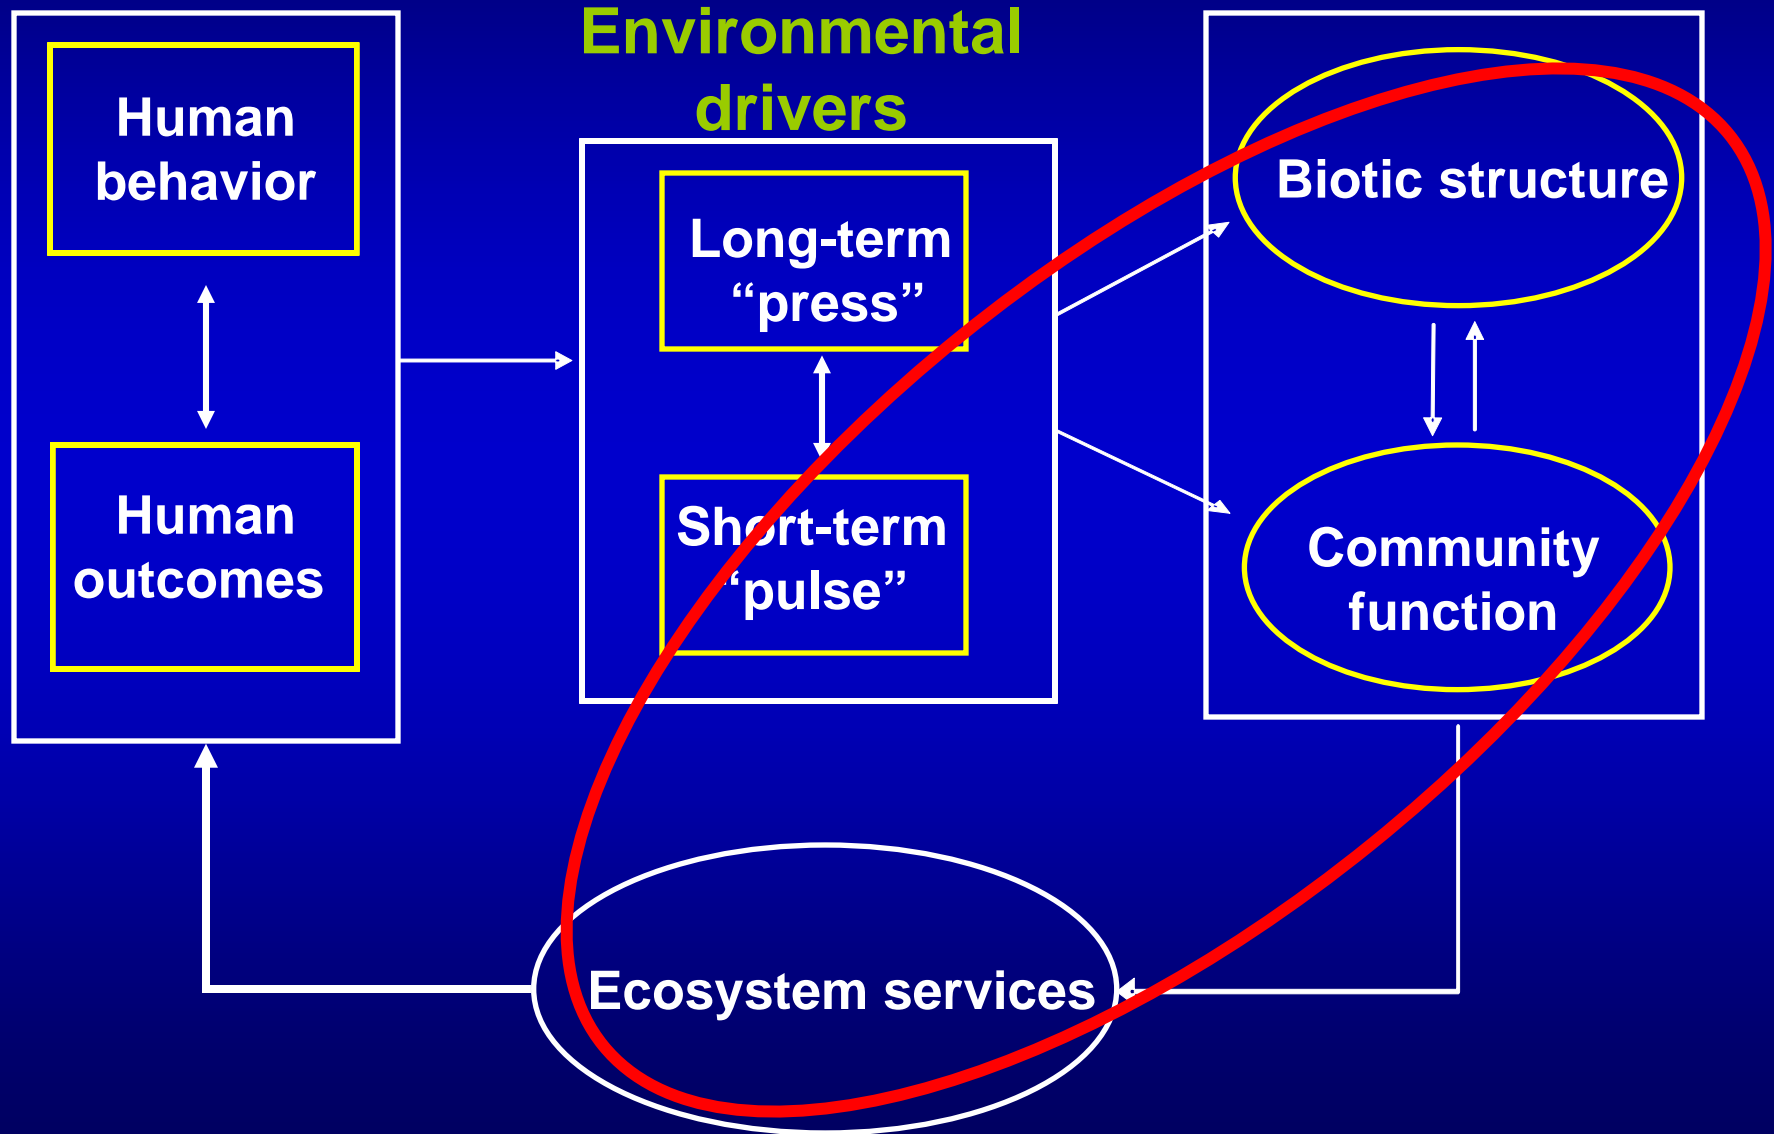 Environmental
drivers
Human
behavior
Human
outcomes
Long-term
“press”
Short-term
“pulse”
Biotic structure
Community
function
Ecosystem services